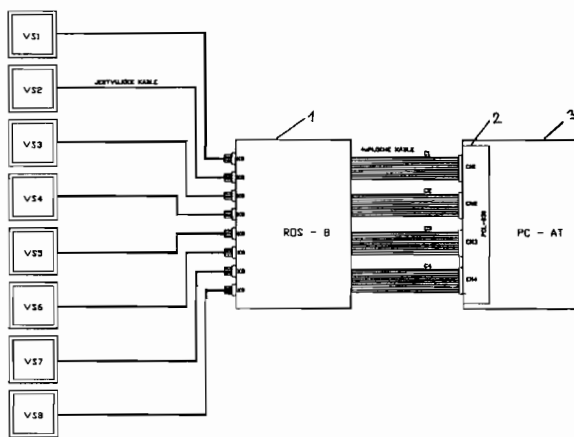 VS1
VS2
VS3
VS4
VS5
VS6
VS7
VS8
KABLE
1
ROS - 8
KABLE
C1
C2
C3
C4
2
CN1
CN2
CN3
CN4
3
PC - AT